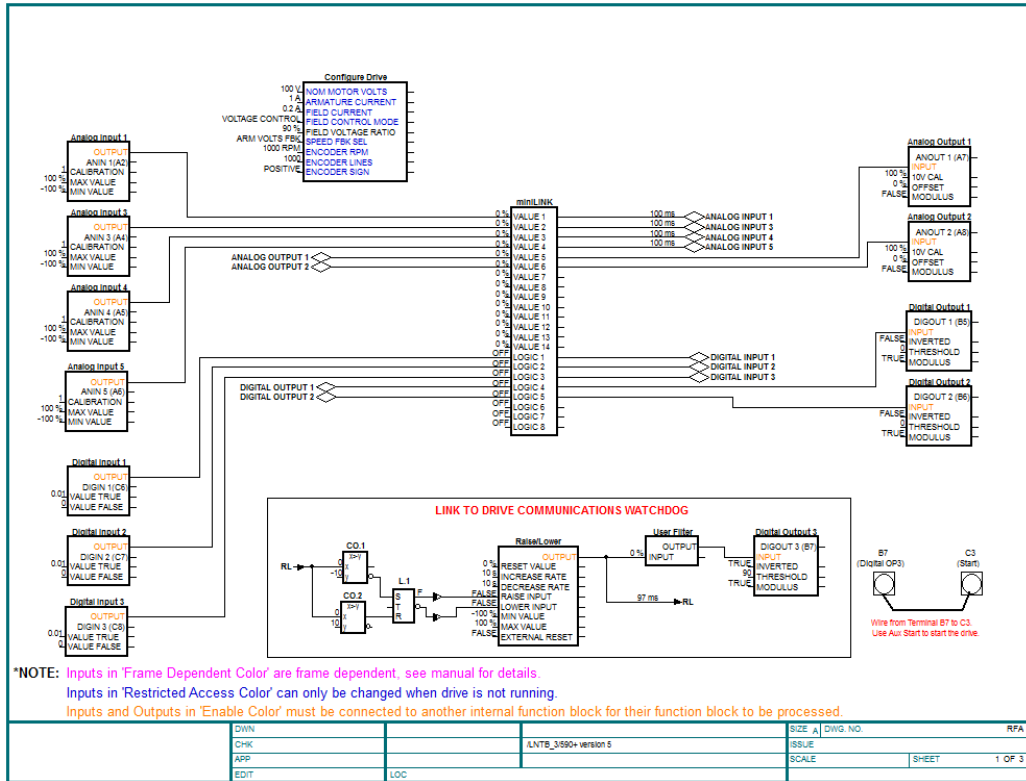 Configure Drive
100 V NOM MOTOR VOLTS
1 A ARMATURE CURRENT
0.2 A FIELD CURRENT
VOLTAGE CONTROL FIELD CONTROL MODE
90 % FIELD VOLTAGE RATIO
ARM VOLTS FBK SPEED FBK SEL
1000 RPM ENCODER RPM
1000 ENCODER LINES
POSITIVE ENCODER SIGN
Analog Input 1
OUTPUT
ANIN 1(A2)
1 CALIBRATION
100 % MAX VALUE
-100 % MIN VALUE
Analog Input 3
OUTPUT
ANIN 3 (A4)
1 CALIBRATION
100 % MAX VALUE
-100 % MIN VALUE
Analog Input 4
OUTPUT
ANIN 4 (A5)
1 CALIBRATION
100 % MAX VALUE
-100 % MIN VALUE
Analog Input 5
OUTPUT
ANIN 5 (A6)
1 CALIBRATION
100 % MAX VALUE
-100 % MIN VALUE
Digital Input 1
OUTPUT
DIGIN 1(C6)
0.01 VALUE TRUE
0 VALUE FALSE
Digital Input 2
OUTPUT
DIGIN 2 (C7)
0.01 VALUE TRUE
0 VALUE FALSE
Digital Input 3
OUTPUT
DIGIN 3 (C8)
0.01 VALUE TRUE
0 VALUE FALSE
miniLINK
0 % VALUE 1 100 ms ANALOG INPUT 1
0 % VALUE 2 100 ms ANALOG INPUT 3
0 % VALUE 3 100 ms ANALOG INPUT 4
0 % VALUE 4 100 ms ANALOG INPUT 5
ANALOG OUTPUT 1 0 % VALUE 5
ANALOG OUTPUT 2 0 % VALUE 6
0 % VALUE 7
0 % VALUE 8
0 % VALUE 9
0 % VALUE 10
0 % VALUE 11
0 % VALUE 12
0 % VALUE 13
0 % VALUE 14
OFF LOGIC 1 DIGITAL INPUT 1
OFF LOGIC 2 DIGITAL INPUT 2
OFF LOGIC 3 DIGITAL INPUT 3
DIGITAL OUTPUT 1 OFF LOGIC 4
DIGITAL OUTPUT 2 OFF LOGIC 5
OFF LOGIC 6
OFF LOGIC 7
OFF LOGIC 8
Analog Output 1
ANOUT 1 (A7)
INPUT
100 % 10V CAL
0 % OFFSET
FALSE MODULUS
Analog Output 2
ANOUT 2 (A8)
INPUT
100 % 10V CAL
0 % OFFSET
FALSE MODULUS
Digital Output 1
DIGOUT 1 (B5)
INPUT
FALSE INVERTED
0 THRESHOLD
TRUE MODULUS
Digital Output 2
DIGOUT 2 (B6)
INPUT
FALSE INVERTED
0 THRESHOLD
TRUE MODULUS
LINK TO DRIVE COMMUNICATIONS WATCHDOG
RL
CO.1
x>y
0 x
-10 y
CO.2
x>y
0 x
10 y
L.1
S F
T
R
Raise/Lower
OUTPUT
0 % RESET VALUE
10 s INCREASE RATE
10 s DECREASE RATE
FALSE RAISE INPUT
FALSE LOWER INPUT
-100 % MIN VALUE
100 % MAX VALUE
FALSE EXTERNAL RESET
97 ms RL
User Filter
OUTPUT
0 % INPUT
Digital Output 3
DIGOUT 3 (B7)
INPUT
TRUE INVERTED
90 THRESHOLD
TRUE MODULUS
B7
(Digital OP3)
C3
(Start)
Wire from Terminal B7 to C3.
Use Aux Start to start the drive.
*NOTE: Inputs in 'Frame Dependent Color' are frame dependent, see manual for details.
Inputs in 'Restricted Access Color' can only be changed when drive is not running.
Inputs and Outputs in 'Enable Color' must be connected to another internal function block for their function block to be processed.
DWN
CHK
APP
EDIT
LOC
/LNTB_3/590+ version 5
SIZE A DWG. NO. RFA
ISSUE
SCALE SHEET 1 OF 3